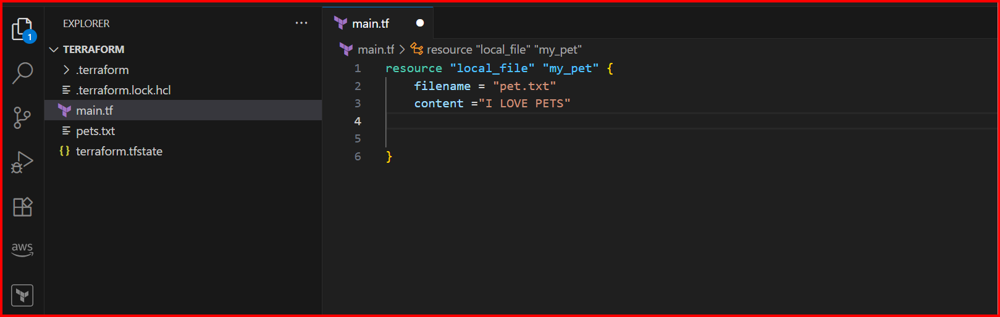 EXPLORER
···
1
TERRAFORM
.terraform
.terraform.lock.hcl
main.tf
pets.txt
{} terraform.tfstate
aws
main.tf
main.tf > resource "local_file" "my_pet"
1 resource "local_file" "my_pet" {
2     filename = "pet.txt"
3     content ="I LOVE PETS"
4
5
6 }